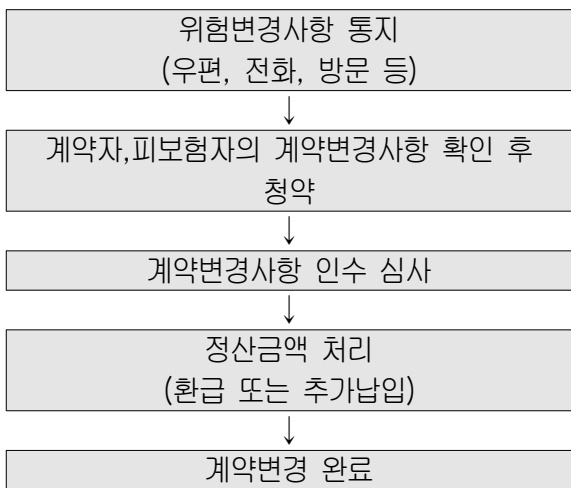 위험변경사항 통지
(우편, 전화, 방문 등)
계약자,피보험자의 계약변경사항 확인 후
청약
계약변경사항 인수 심사
정산금액 처리
(환급 또는 추가납입)
계약변경 완료